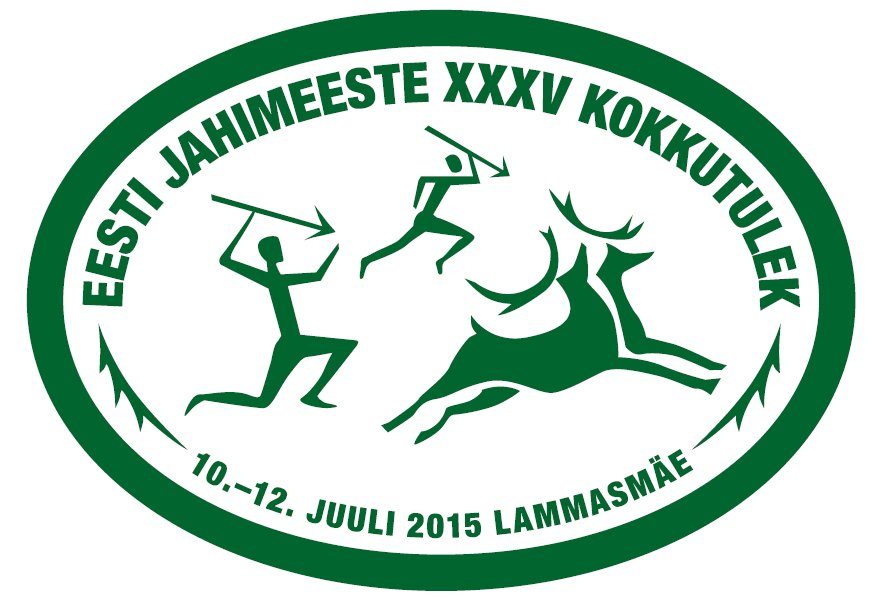 EESTI JAHIMEESTE XXXV KOKKUTULEK
10.–12. JUULI 2015 LAMMASMÄE